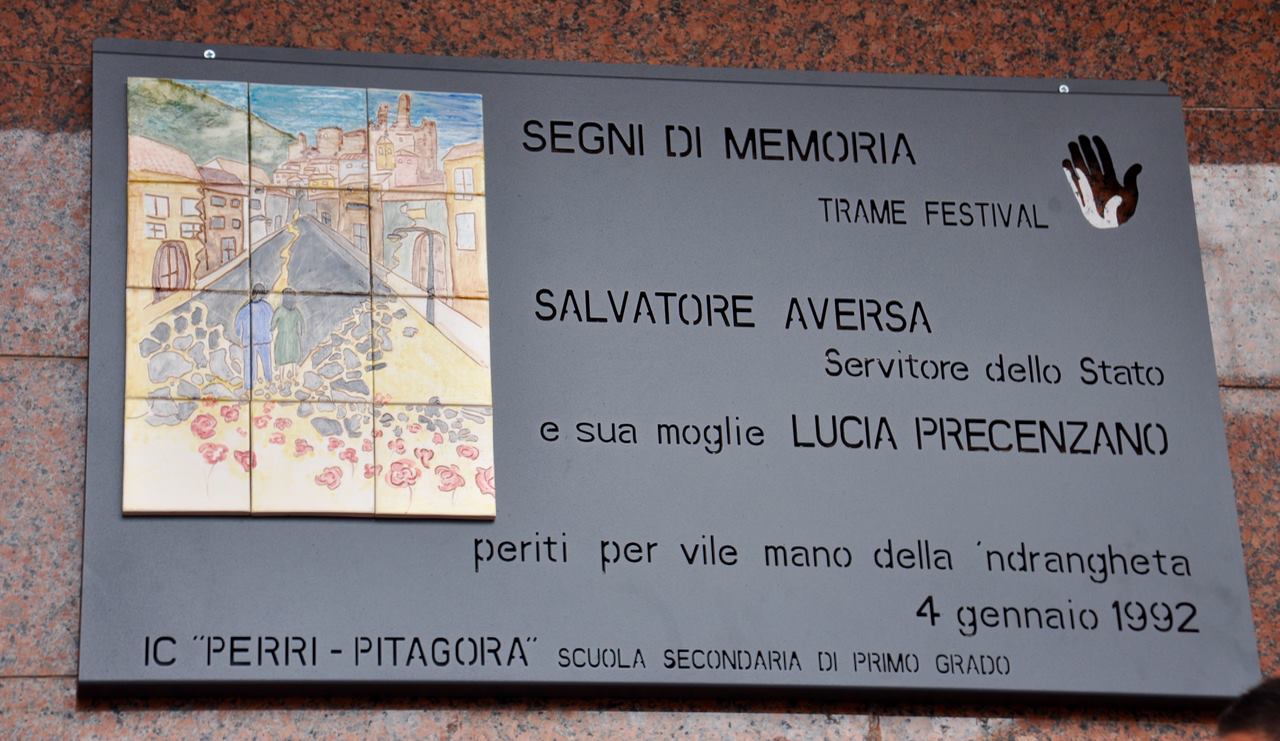 SEGNI DI MEMORIA
TRAME FESTIVAL
SALVATORE AVERSA
Servitore dello Stato
e sua moglie LUCIA PRECENZANO
periti per vile mano della 'ndrangheta
4 gennaio 1992
IC "PERRI - PITAGORA" SCUOLA SECONDARIA DI PRIMO GRADO